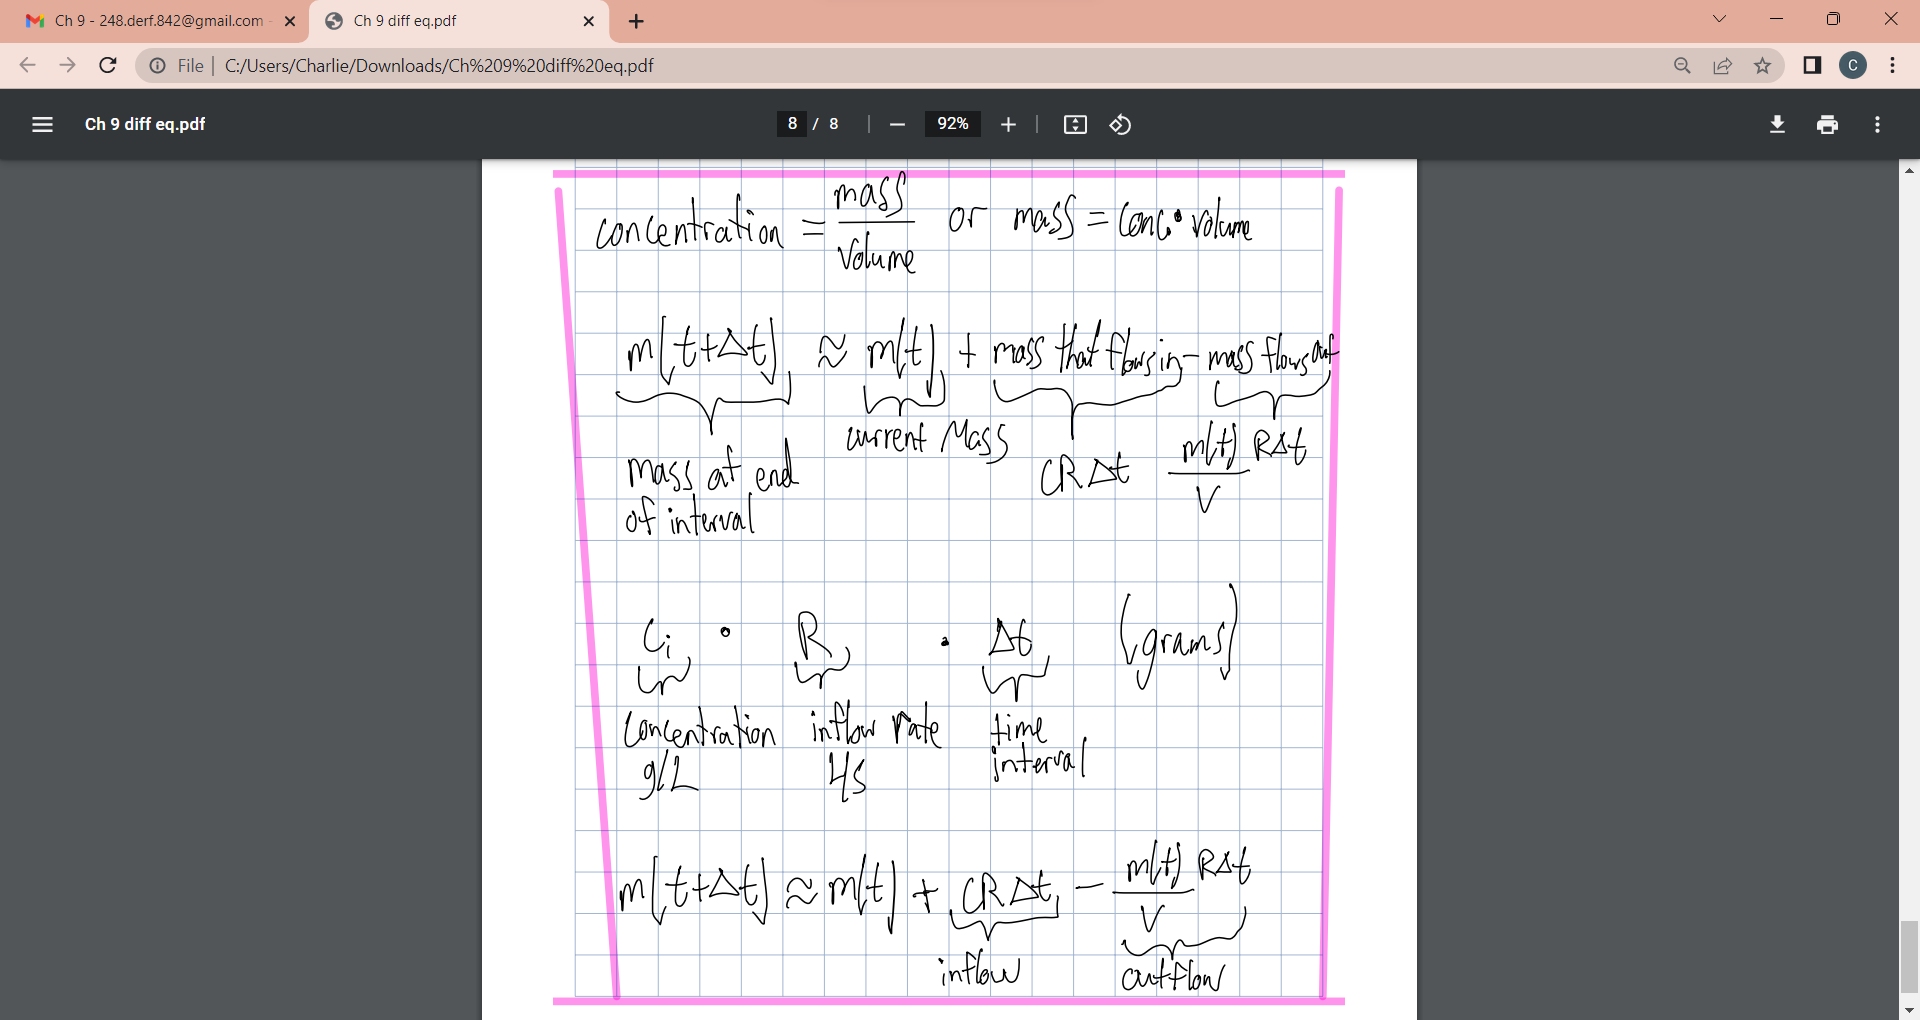 Ch 9 - 248.derf.842@gmail.com -
Ch 9 diff eq.pdf
File | C:/Users/Charlie/Downloads/Ch%209%20diff%20eq.pdf
C
Ch 9 diff eq.pdf
8 / 8
92%
concentration = mass / volume or mass = conc. • volume
m(t+Δt) ≈ m(t) + mass that flows in − mass flows out
current Mass
mass at end
of interval
CRΔt
m(t)/V RΔt
Ci • R • Δt (grams)
concentration inflow rate time
interval
g/L L/s
m(t+Δt) ≈ m(t) + CRΔt − m(t)/V RΔt
inflow outflow